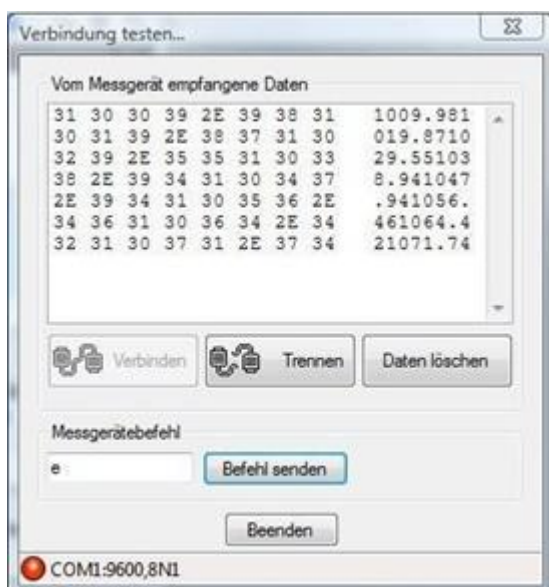 Verbindung testen...
Vom Messgerät empfangene Daten
31 30 30 39 2E 39 38 31 1009.981
30 31 39 2E 38 37 31 30 019.8710
32 39 2E 35 35 31 30 33 29.55103
38 2E 39 34 31 30 34 37 8.941047
2E 39 34 31 30 35 36 2E .941056.
34 36 31 30 36 34 2E 34 461064.4
32 31 30 37 31 2E 37 34 21071.74
Verbinden Trennen Daten löschen
Messgerätebefehl
e Befehl senden
Beenden
COM1:9600,8N1